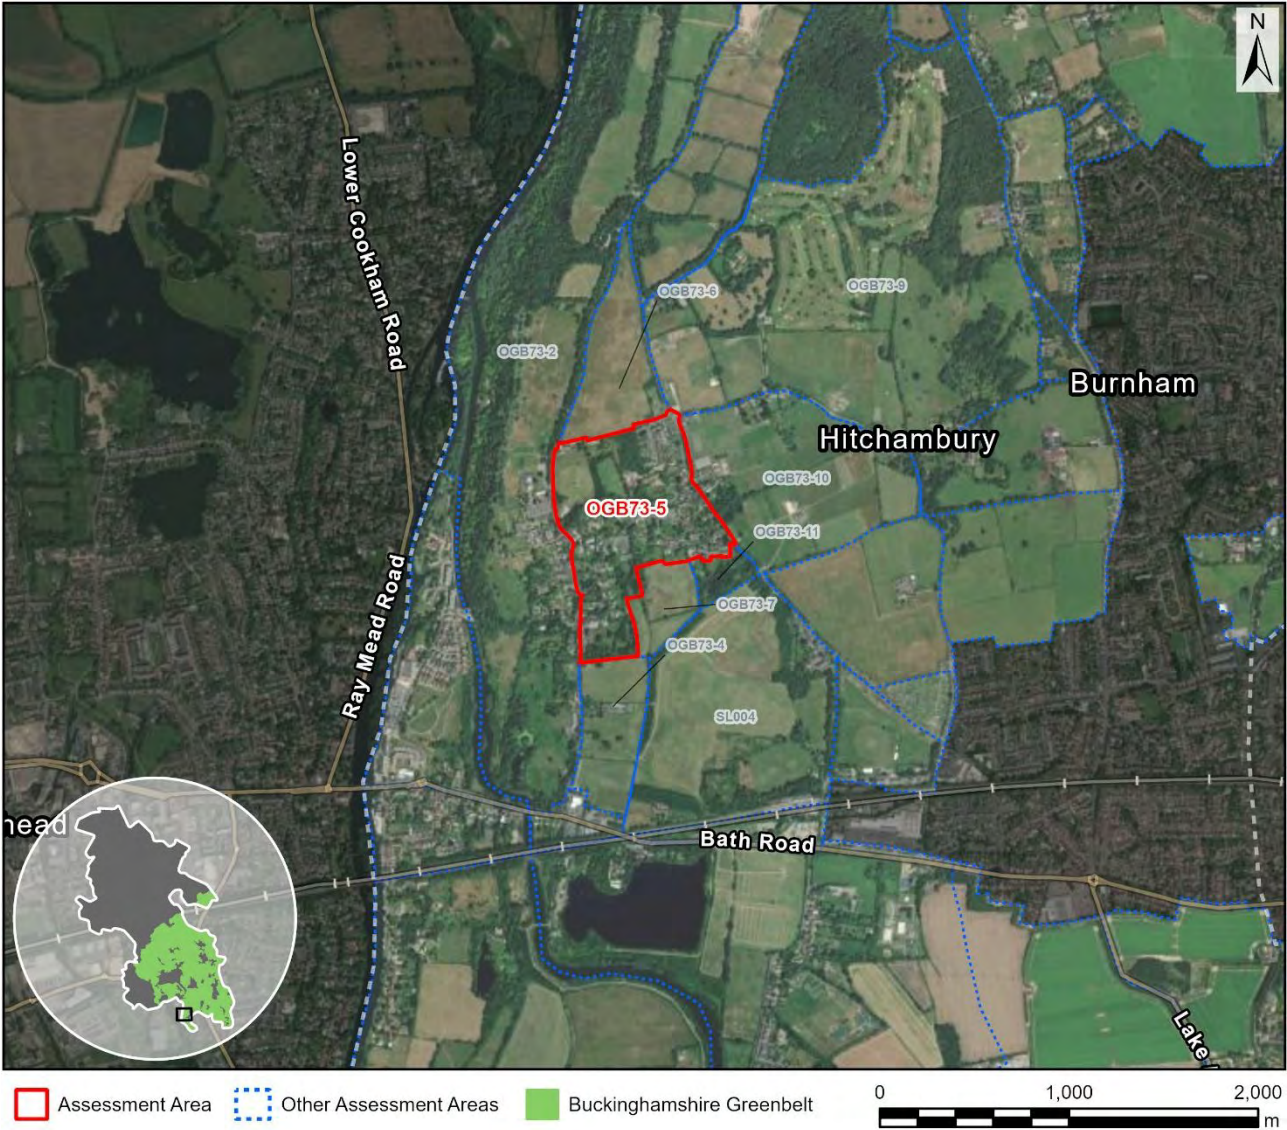 N
Lower Cookham Road
OGB73-6
OGB73-9
OGB73-2
Burnham
Hitchambury
OGB73-10
OGB73-5
OGB73-11
OGB73-7
Ray Mead Road
OGB73-4
SL004
head
Bath Road
Lake
Assessment Area
Other Assessment Areas
Buckinghamshire Greenbelt
0 1,000 2,000
m